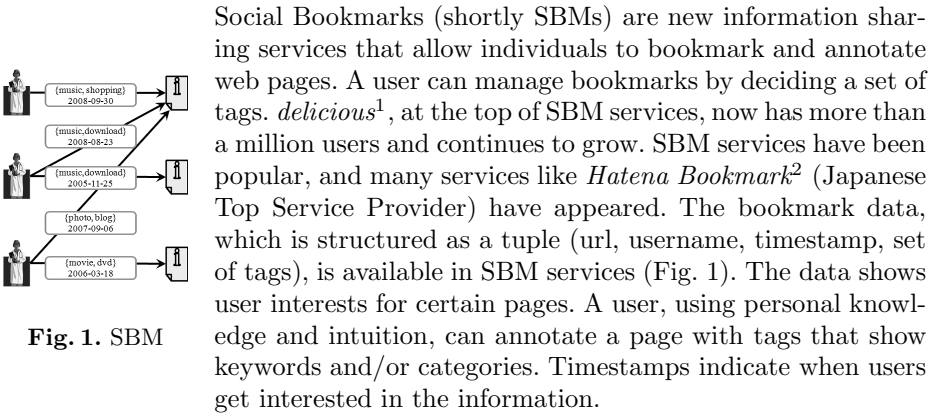 {music, shopping}
2008-09-30
{music,download}
2008-08-23
{music,download}
2005-11-25
{photo, blog}
2007-09-06
{movie, dvd}
2006-03-18
Fig. 1. SBM
Social Bookmarks (shortly SBMs) are new information shar-
ing services that allow individuals to bookmark and annotate
web pages. A user can manage bookmarks by deciding a set of
tags. delicious¹, at the top of SBM services, now has more than
a million users and continues to grow. SBM services have been
popular, and many services like Hatena Bookmark² (Japanese
Top Service Provider) have appeared. The bookmark data,
which is structured as a tuple (url, username, timestamp, set
of tags), is available in SBM services (Fig. 1). The data shows
user interests for certain pages. A user, using personal knowl-
edge and intuition, can annotate a page with tags that show
keywords and/or categories. Timestamps indicate when users
get interested in the information.